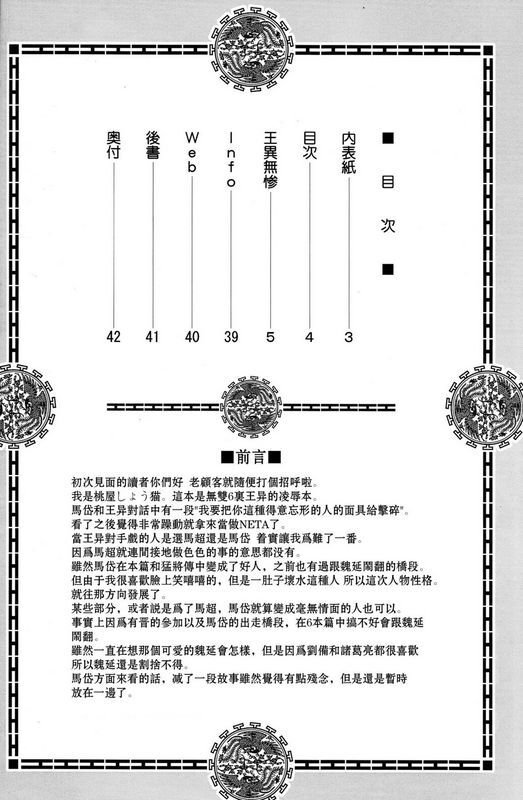 ■目次■
内表紙 3
目次 4
王異無惨 5
Info 39
Web 40
後書 41
奥付 42
■前言■
初次見面的讀者你們好 老顧客就隨便打個招呼啦。
我是桃屋しょう猫。這本是無雙6裏王异的凌辱本。
馬岱和王异對話中有一段"我要把你這種得意忘形的人的面具給擊碎"。
看了之後覺得非常躁動就拿來當做NETA了。
當王异對手戲的人是選馬超還是馬岱 着實讓我爲難了一番。
因爲馬超就連間接地做色色的事的意思都没有。
雖然馬岱在本篇和猛將傳中變成了好人，之前也有過跟魏延鬧翻的橋段。
但由于我很喜歡臉上笑嘻嘻的，但是一肚子壞水這種人 所以這次人物性格。
就往那方向發展了。
某些部分，或者説是爲了馬超，馬岱就算變成毫無情面的人也可以。
事實上因爲有晋的參加以及馬岱的出走橋段，在6本篇中搞不好會跟魏延
鬧翻。
雖然一直在想那個可愛的魏延會怎樣，但是因爲劉備和諸葛亮都很喜歡
所以魏延還是割捨不得。
馬岱方面來看的話，减了一段故事雖然覺得有點殘念，但是還是暫時
放在一邊了。